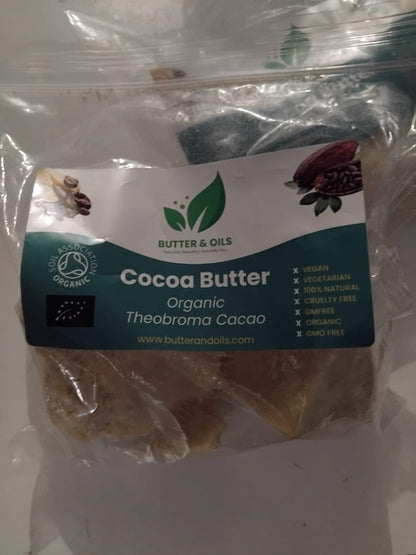 BUTTER & OILS
SOIL ASSOCIATION
ORGANIC
Cocoa Butter
Organic
Theobroma Cacao
www.butterandoils.com
X VEGAN
X VEGETARIAN
X 100% NATURAL
X CRUELTY FREE
X GMFREE
X ORGANIC
X GMO FREE